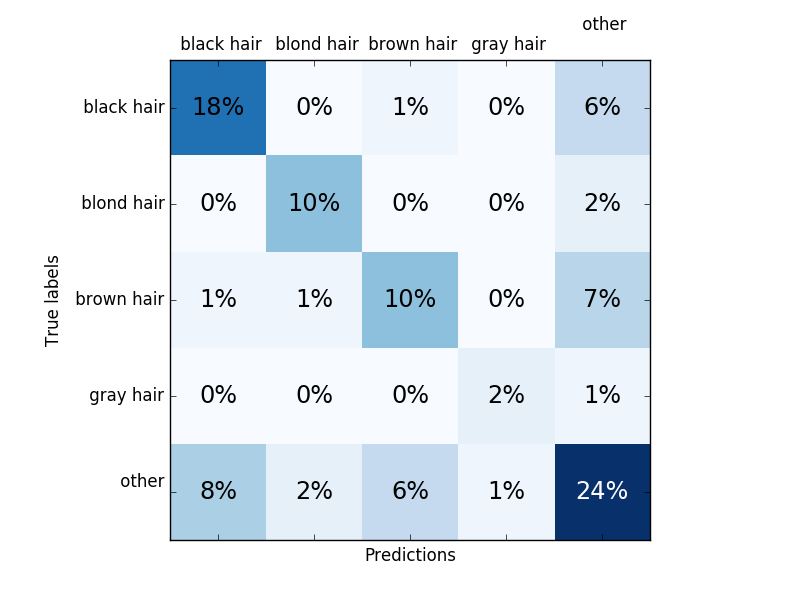 other
black hair blond hair brown hair gray hair
black hair 18% 0% 1% 0% 6%
blond hair 0% 10% 0% 0% 2%
True labels
brown hair 1% 1% 10% 0% 7%
gray hair 0% 0% 0% 2% 1%
other 8% 2% 6% 1% 24%
Predictions